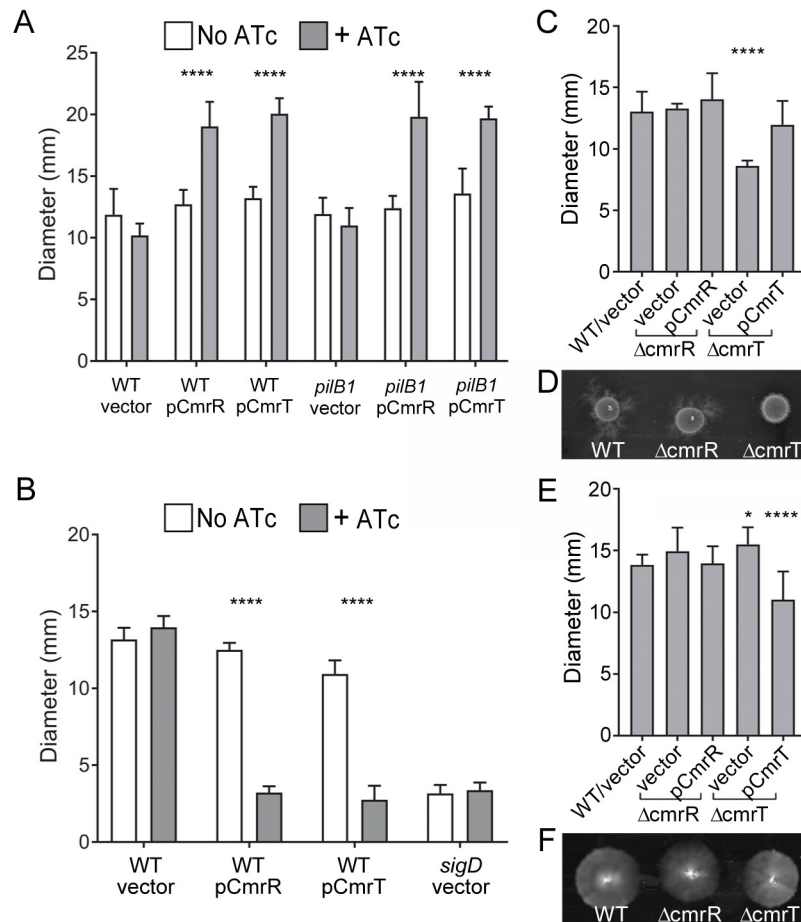 A
No ATc
+ ATc
Diameter (mm)
25
20
15
10
5
0
**** **** **** ****
WT WT WT pilB1 pilB1 pilB1
vector pCmrR pCmrT vector pCmrR pCmrT
B
No ATc
+ ATc
Diameter (mm)
20
15
10
5
0
**** ****
WT WT WT sigD
vector pCmrR pCmrT vector
C
Diameter (mm)
20
15
10
5
0
****
WT/vector vector pCmrR vector pCmrT
ΔcmrR ΔcmrT
D
WT ΔcmrR ΔcmrT
E
Diameter (mm)
20
15
10
5
0
* ****
WT/vector vector pCmrR vector pCmrT
ΔcmrR ΔcmrT
F
WT ΔcmrR ΔcmrT